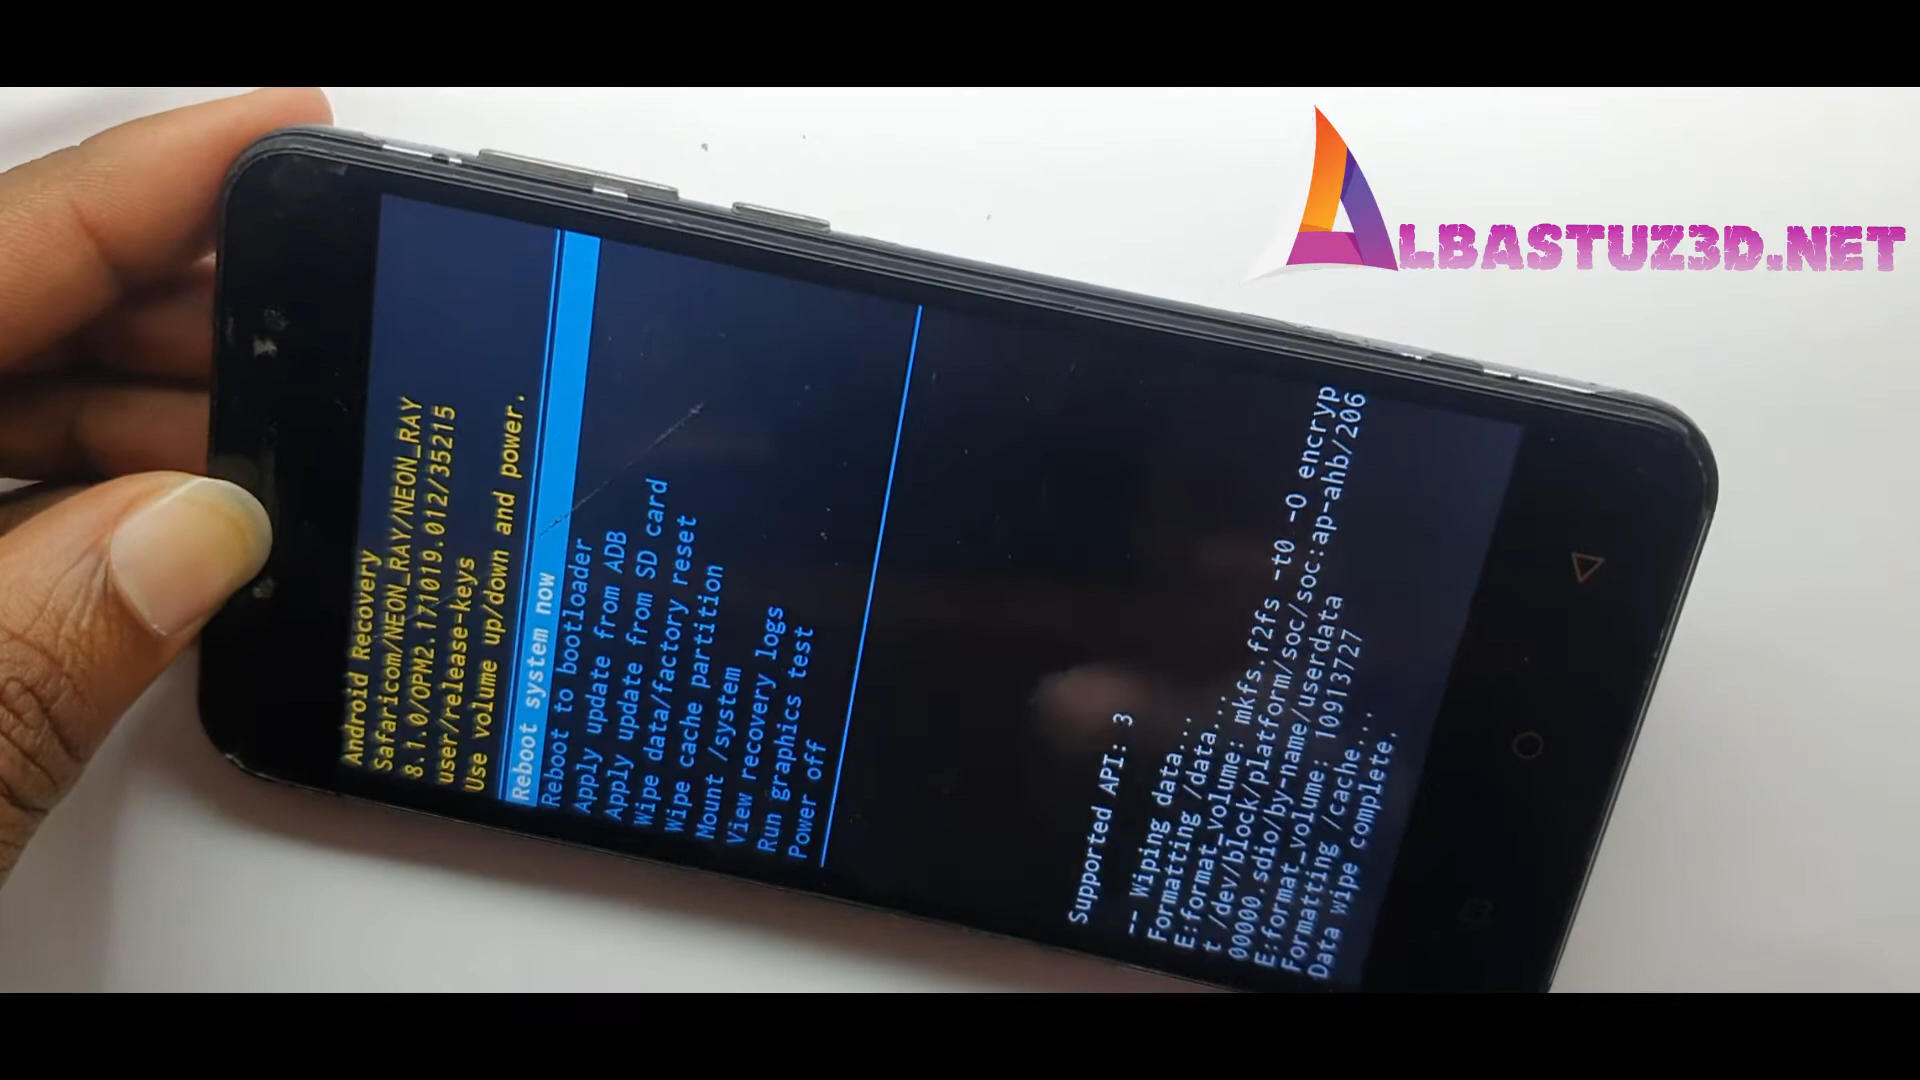 ALBASTUZ3D.NET
Android Recovery
Safaricom/NEON_RAY/NEON_RAY
8.1.0/OPM2.171019.012/35215
user/release-keys
Use volume up/down and power.
Reboot system now
Reboot to bootloader
Apply update from ADB
Apply update from SD card
Wipe data/factory reset
Wipe cache partition
Mount /system
View recovery logs
Run graphics test
Power off
Supported API: 3
-- Wiping data...
Formatting /data...
E:format_volume: mkfs.f2fs -t0 -O encryp
t /dev/block/platform/soc/soc:ap-ahb/206
00000.sdio/by-name/userdata
E:format_volume: 10913727
Formatting /cache...
Data wipe complete.